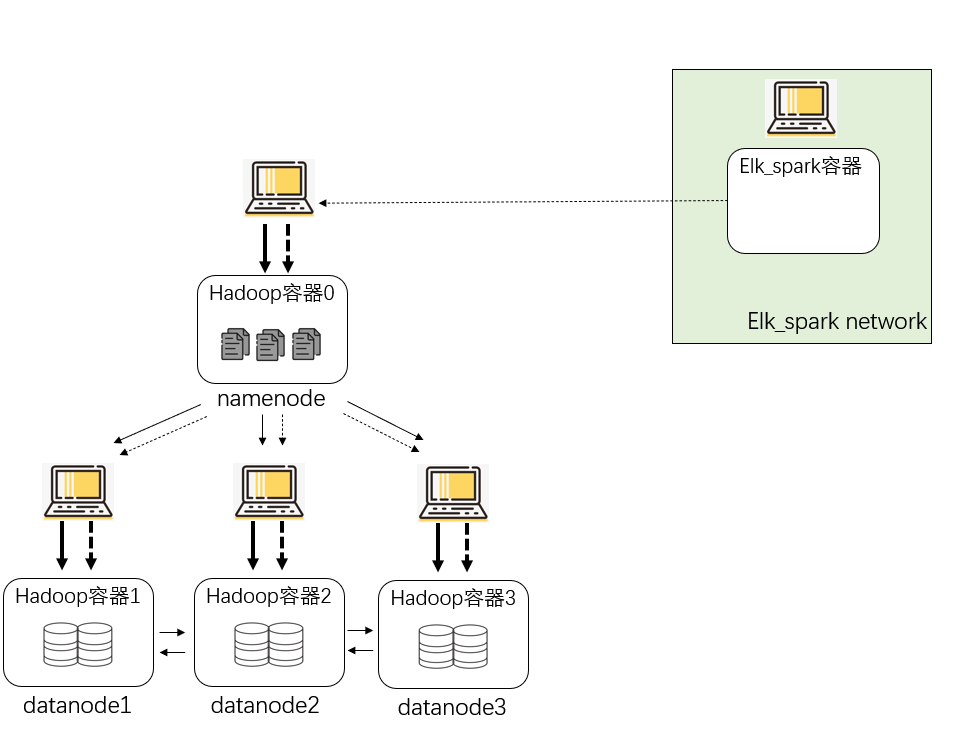 Elk_spark容器
Elk_spark network
Hadoop容器0
namenode
Hadoop容器1
Hadoop容器2
Hadoop容器3
datanode1
datanode2
datanode3